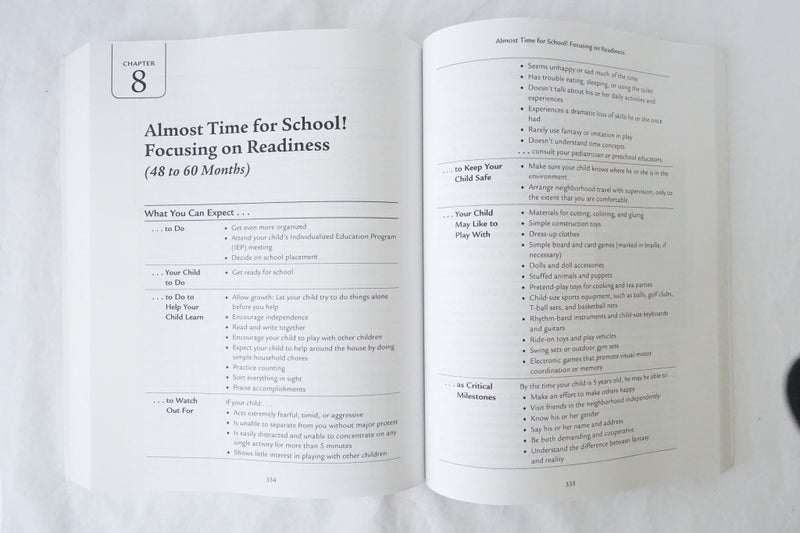 CHAPTER
8
Almost Time for School!
Focusing on Readiness
(48 to 60 Months)
What You Can Expect . . .
. . . to Do
• Get even more organized
• Attend your child's Individualized Education Program
(IEP) meeting
• Decide on school placement
. . . Your Child
to Do
• Get ready for school
. . . to Do to
Help Your
Child Learn
• Allow growth: Let your child try to do things alone
before you help
• Encourage independence
• Read and write together
• Encourage your child to play with other children
• Expect your child to help around the house by doing
simple household chores
• Practice counting
• Sort everything in sight
• Praise accomplishments
. . . to Watch
Out For
If your child . . .
• Acts extremely fearful, timid, or aggressive
• Is unable to separate from you without major protest
• Is easily distracted and unable to concentrate on any
single activity for more than 5 minutes
• Shows little interest in playing with other children
334
Almost Time for School! Focusing on Readiness
• Seems unhappy or sad much of the time
• Has trouble eating, sleeping, or using the toilet
• Doesn't talk about his or her daily activities and
experiences
• Experiences a dramatic loss of skills he or she once
had
• Rarely use fantasy or imitation in play
• Doesn't understand time concepts
. . . consult your pediatrician or preschool educators.
. . . to Keep Your
Child Safe
• Make sure your child knows where he or she is in the
environment.
• Arrange neighborhood travel with supervision, only to
the extent that you are comfortable.
. . . Your Child
May Like to
Play With
• Materials for cutting, coloring, and gluing
• Simple construction toys
• Dress-up clothes
• Simple board and card games (marked in braille, if
necessary)
• Dolls and doll accessories
• Stuffed animals and puppets
• Pretend-play toys for cooking and tea parties
• Child-size sports equipment, such as balls, golf clubs,
T-ball sets, and basketball nets
• Rhythm-band instruments and child-size keyboards
and guitars
• Ride-on toys and play vehicles
• Swing sets or outdoor gym sets
• Electronic games that promote visual-motor
coordination or memory
. . . as Critical
Milestones
By the time your child is 5 years old, he may be able to . . .
• Make an effort to make others happy
• Visit friends in the neighborhood independently
• Know his or her gender
• Say his or her name and address
• Be both demanding and cooperative
• Understand the difference between fantasy
and reality
335